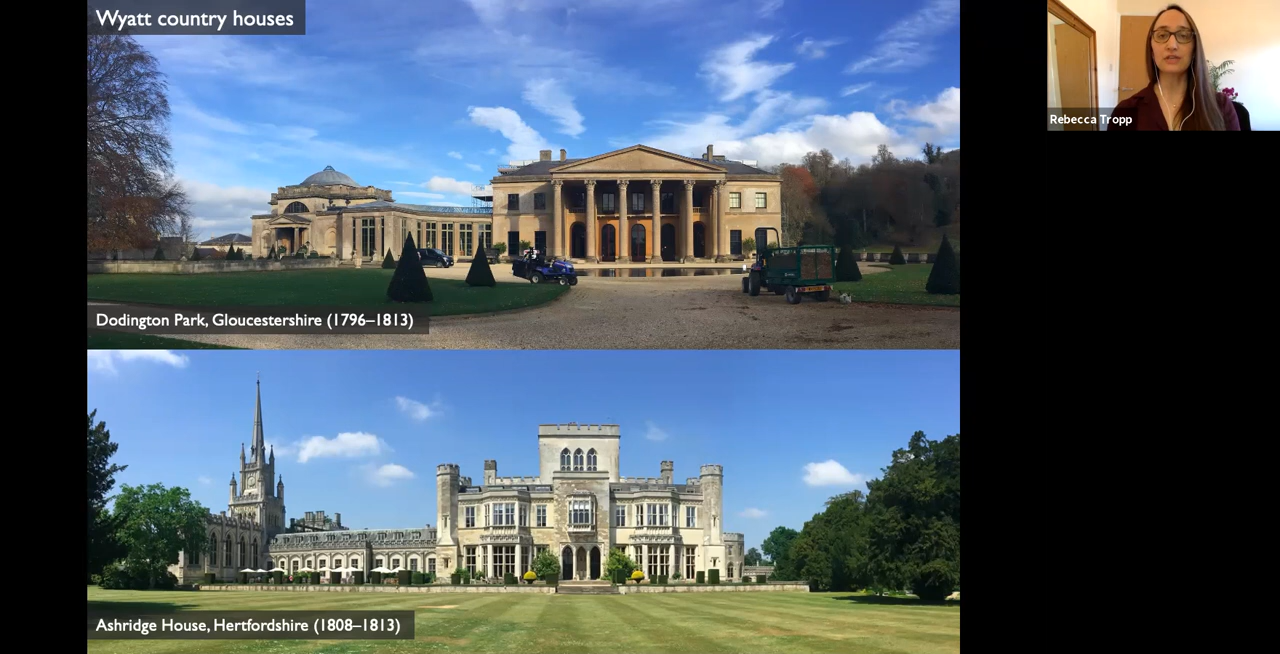 Wyatt country houses
Rebecca Tropp
Dodington Park, Gloucestershire (1796–1813)
Ashridge House, Hertfordshire (1808–1813)